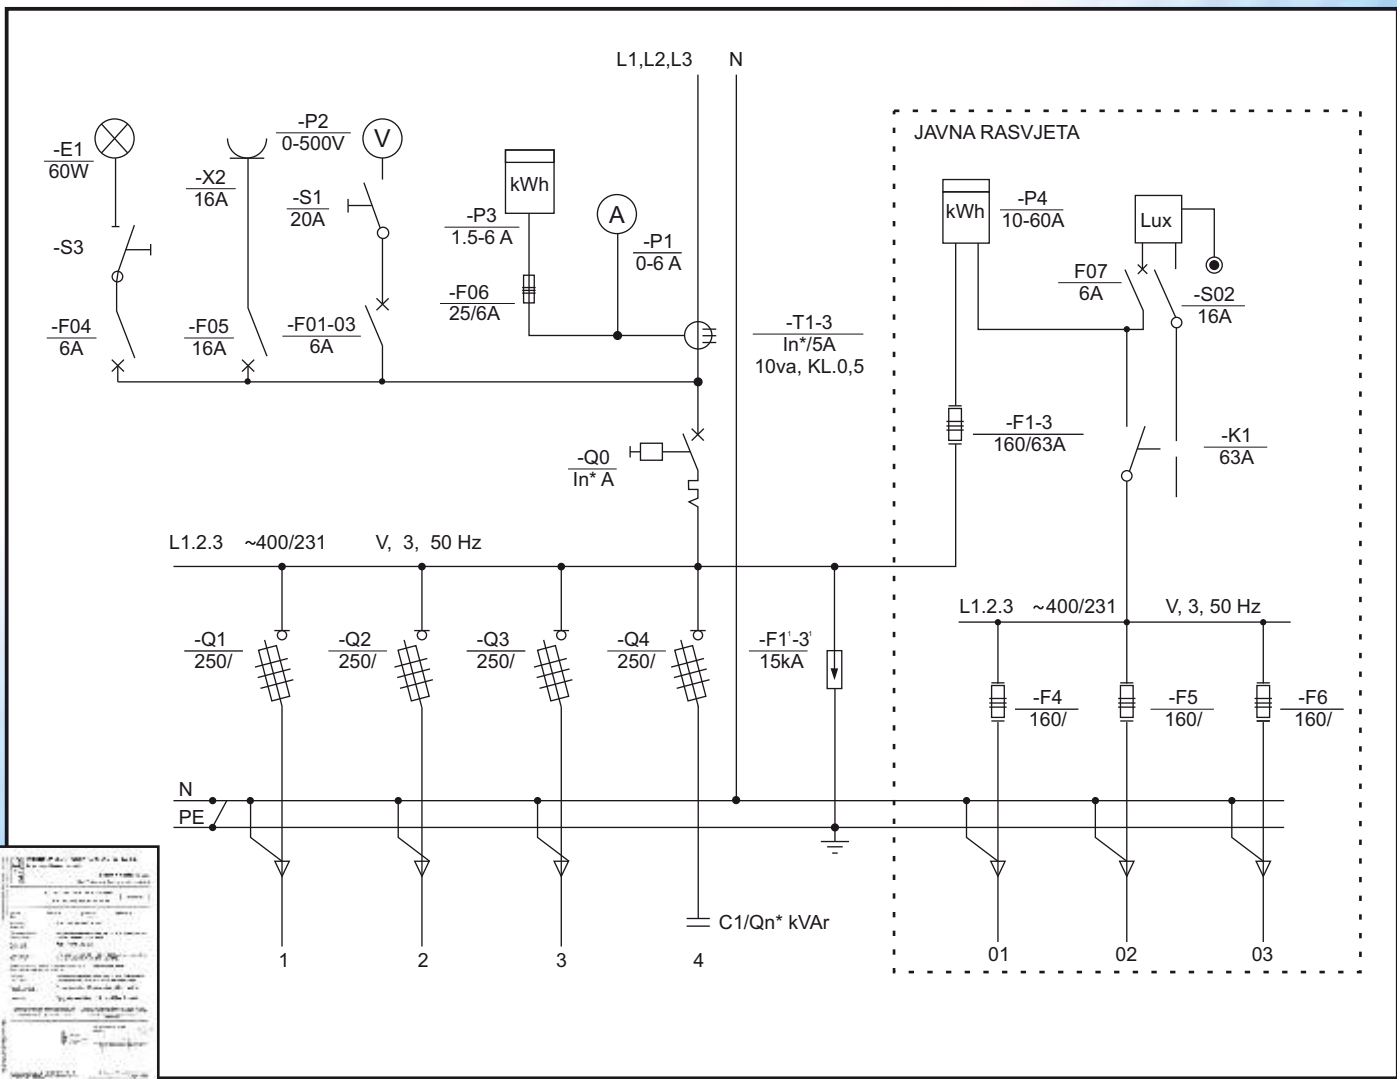 L1,L2,L3 N
JAVNA RASVJETA
-E1
60W
-X2
16A
-P2
0-500V
V
-S1
20A
-S3
-F04
6A
-F05
16A
-F01-03
6A
kWh
-P3
1.5-6 A
-F06
25/6A
A
-P1
0-6 A
-T1-3
In*/5A
10va, KL.0,5
-Q0
In* A
kWh
-P4
10-60A
Lux
F07
6A
-S02
16A
-F1-3
160/63A
-K1
63A
L1.2.3 ~400/231 V, 3, 50 Hz
-Q1
250/
-Q2
250/
-Q3
250/
-Q4
250/
-F1'-3'
15kA
L1.2.3 ~400/231 V, 3, 50 Hz
-F4
160/
-F5
160/
-F6
160/
N
PE
C1/Qn* kVAr
1 2 3 4
01 02 03